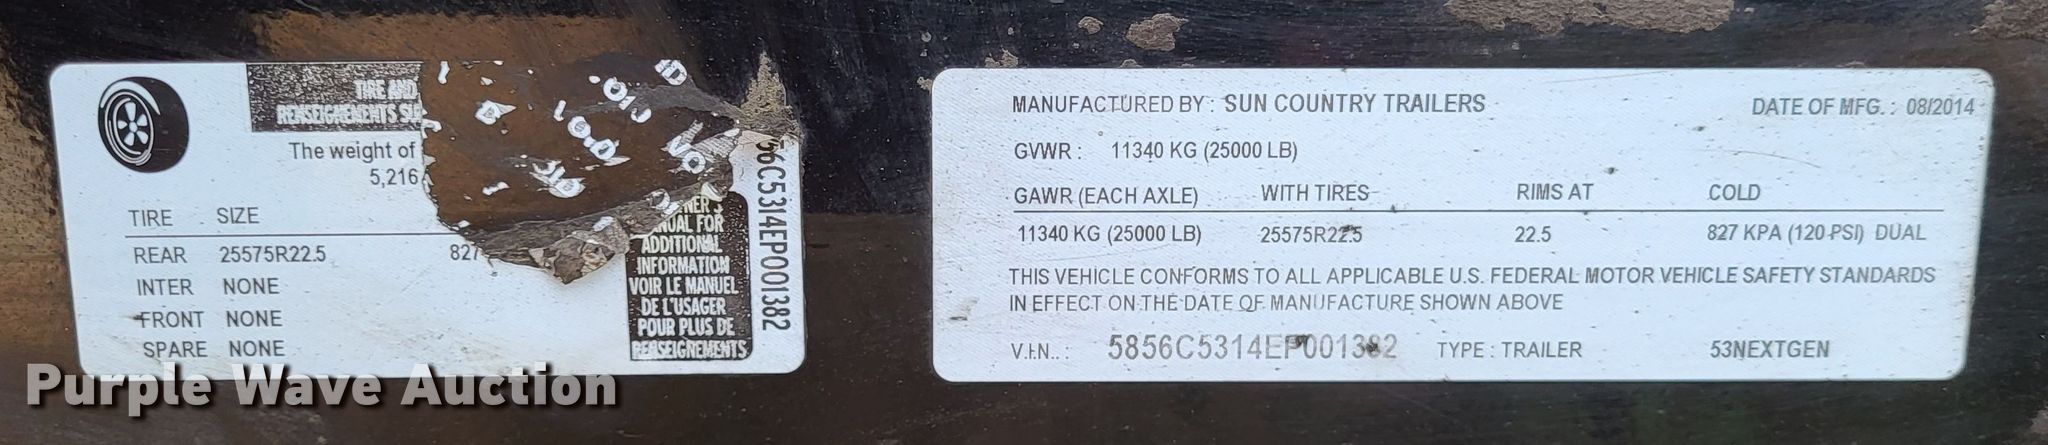 TIRE AND
RENSEIGNEMENTS SUR
The weight of
5,216
TIRE SIZE
REAR 25575R22.5 827
INTER NONE
FRONT NONE
SPARE NONE
MANUAL FOR
ADDITIONAL
INFORMATION
VOIR LE MANUEL
DE L'USAGER
POUR PLUS DE
RENSEIGNEMENTS
56C5314EP001382
MANUFACTURED BY : SUN COUNTRY TRAILERS DATE OF MFG. : 08/2014
GVWR : 11340 KG (25000 LB)
GAWR (EACH AXLE) WITH TIRES RIMS AT COLD
11340 KG (25000 LB) 25575R22.5 22.5 827 KPA (120 PSI) DUAL
THIS VEHICLE CONFORMS TO ALL APPLICABLE U.S. FEDERAL MOTOR VEHICLE SAFETY STANDARDS
IN EFFECT ON THE DATE OF MANUFACTURE SHOWN ABOVE
V.I.N.. : 5856C5314EP001382 TYPE : TRAILER 53NEXTGEN
Purple Wave Auction